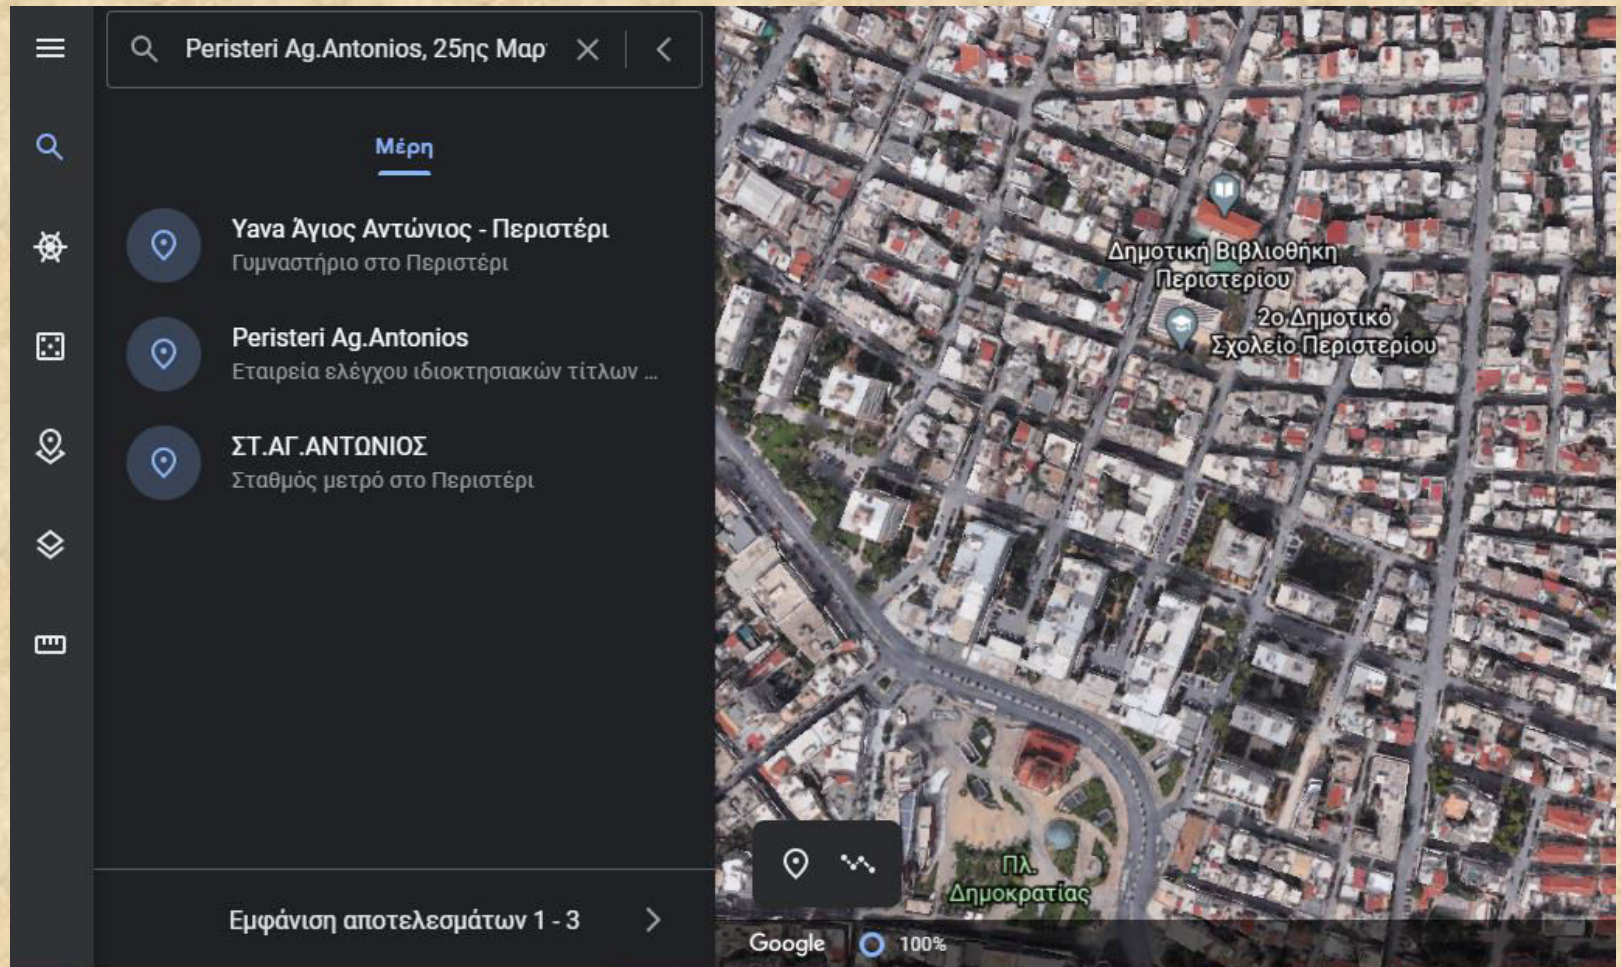 Peristeri Ag.Antonios, 25ης Μαρ
Μέρη
Yava Άγιος Αντώνιος - Περιστέρι
Γυμναστήριο στο Περιστέρι
Peristeri Ag.Antonios
Εταιρεία ελέγχου ιδιοκτησιακών τίτλων ...
ΣΤ.ΑΓ.ΑΝΤΩΝΙΟΣ
Σταθμός μετρό στο Περιστέρι
Εμφάνιση αποτελεσμάτων 1 - 3
Δημοτική Βιβλιοθήκη
Περιστερίου
2ο Δημοτικό
Σχολείο Περιστερίου
Πλ.
Δημοκρατίας
Google
100%